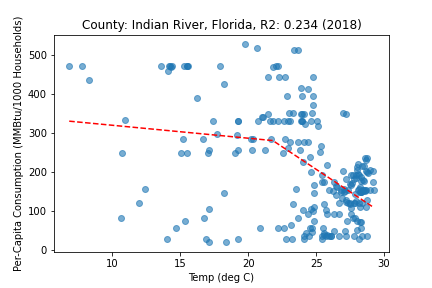 County: Indian River, Florida, R2: 0.234 (2018)
Per-Capita Consumption (MMBtu/1000 Households)
500
400
300
200
100
0
10 15 20 25 30
Temp (deg C)